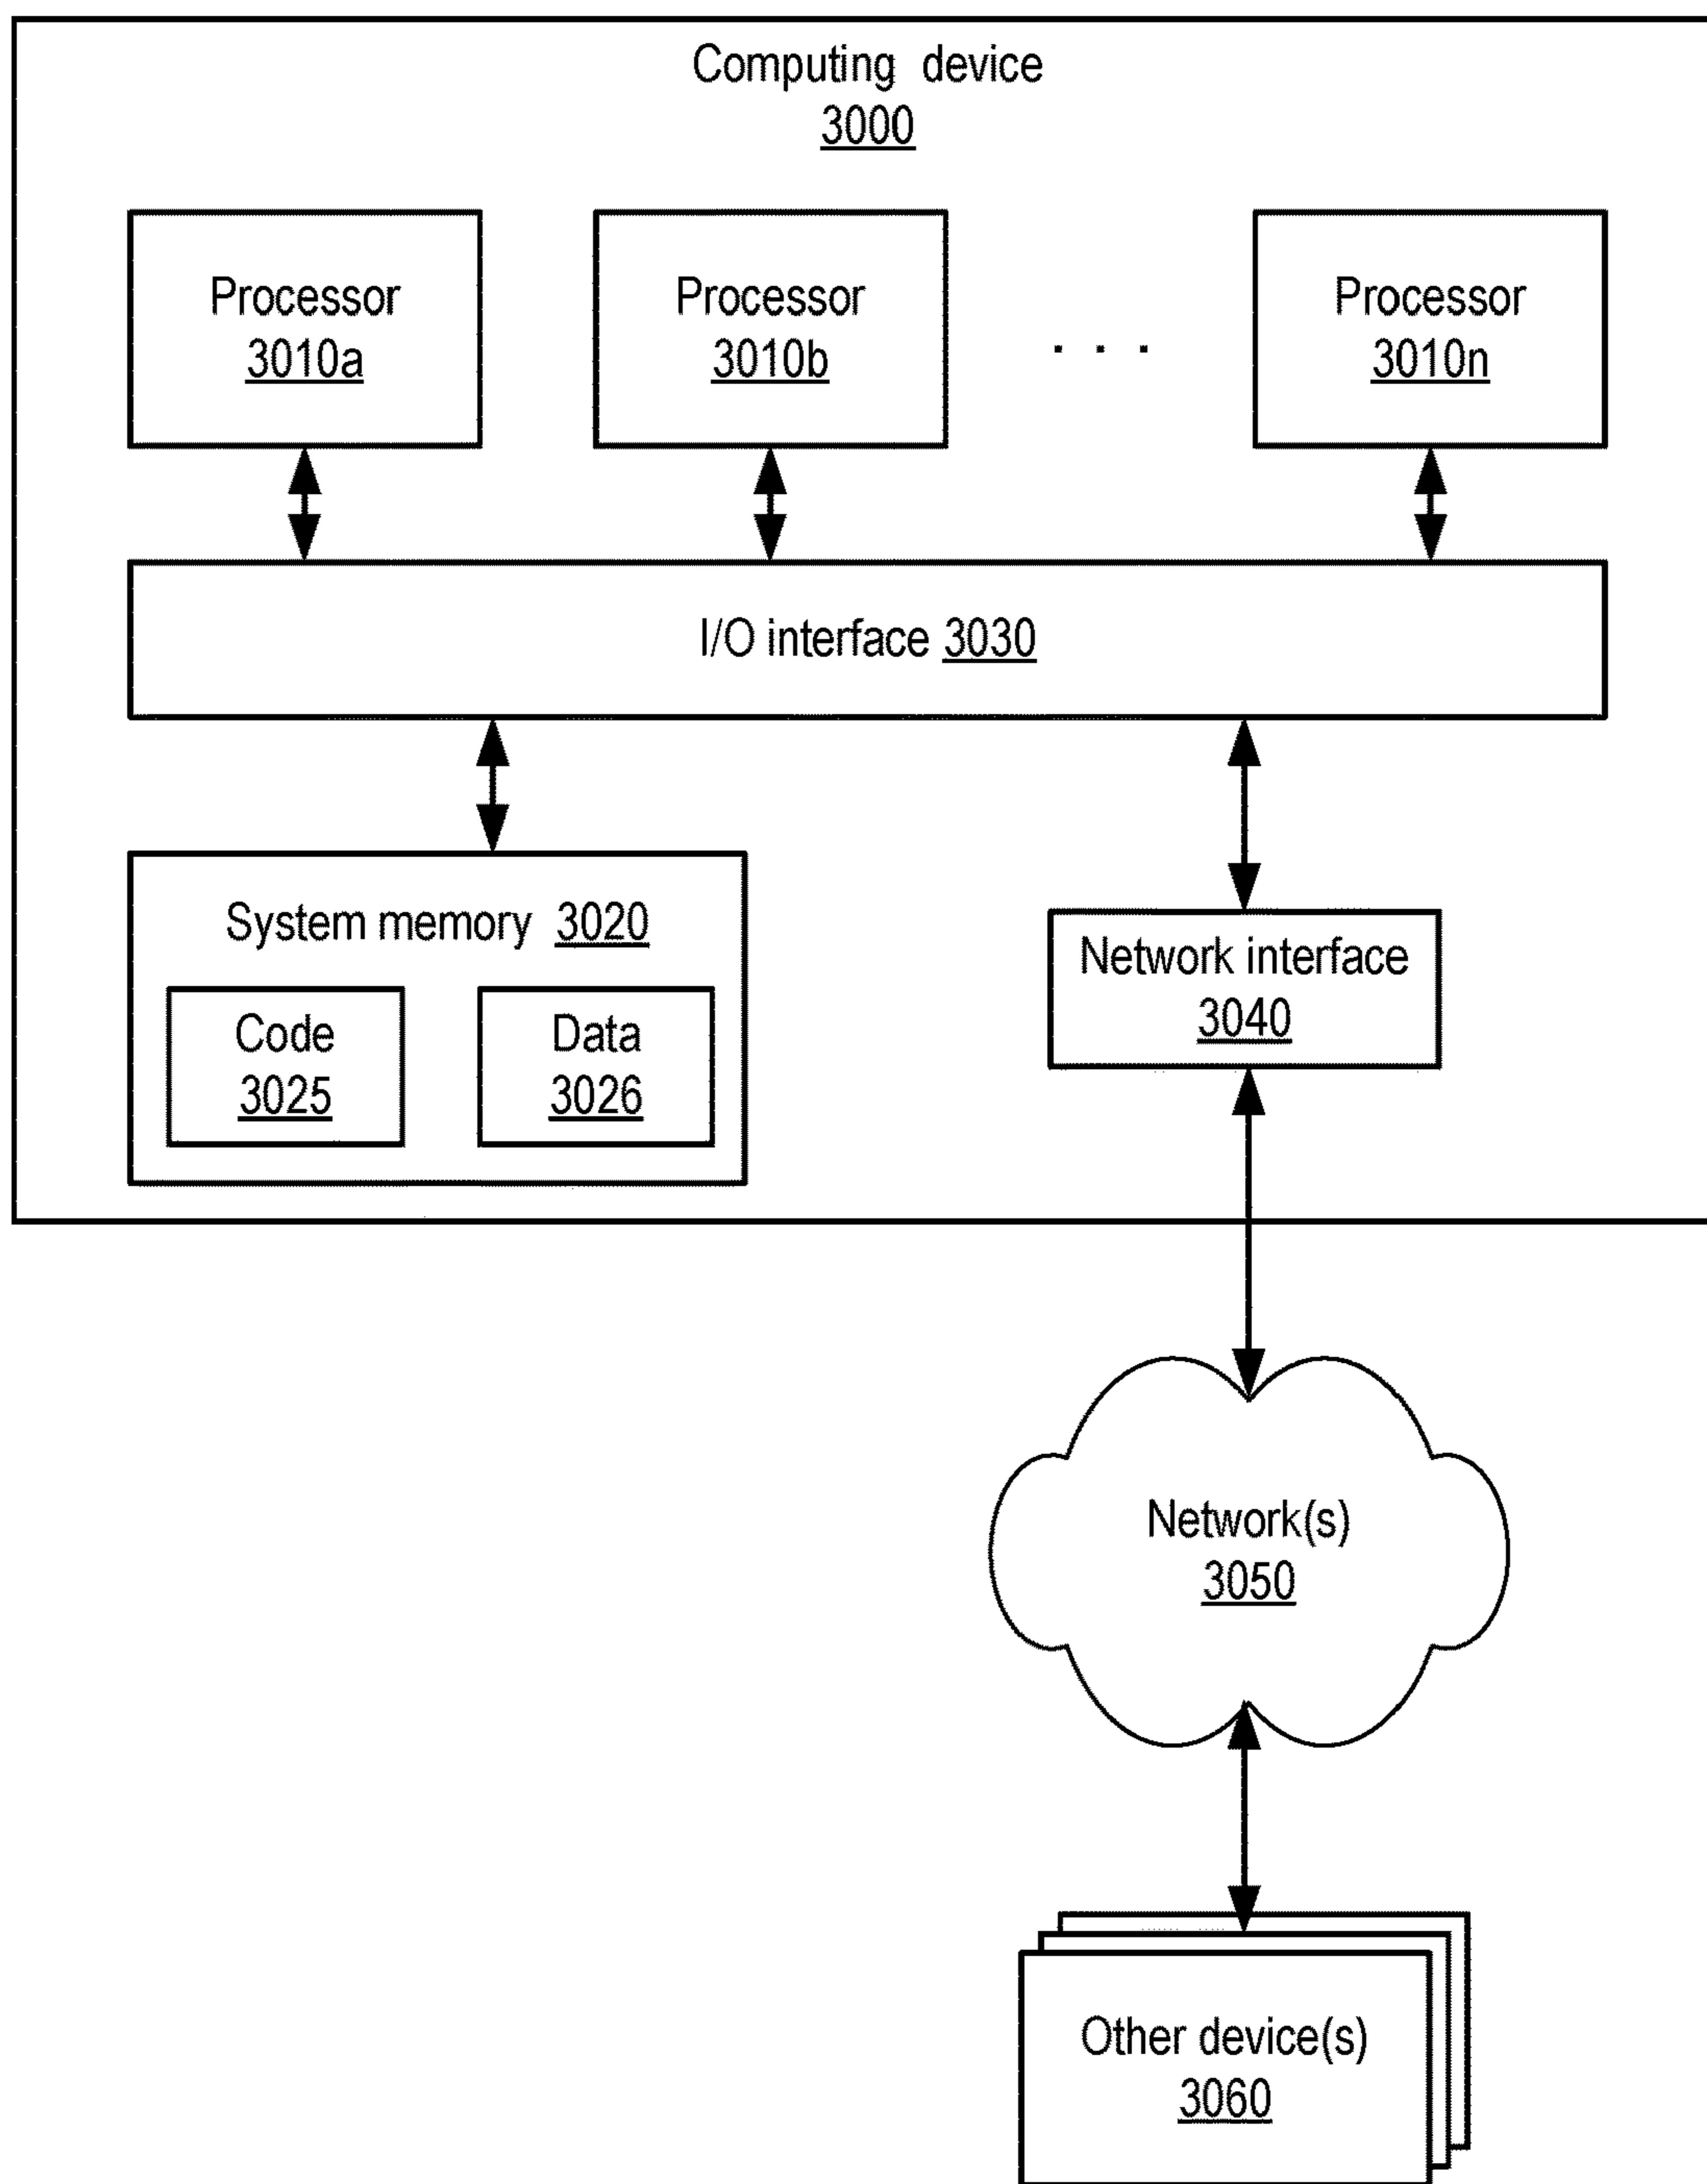 Computing device
3000
Processor
3010a
Processor
3010b
. . .
Processor
3010n
I/O interface 3030
System memory 3020
Code
3025
Data
3026
Network interface
3040
Network(s)
3050
Other device(s)
3060